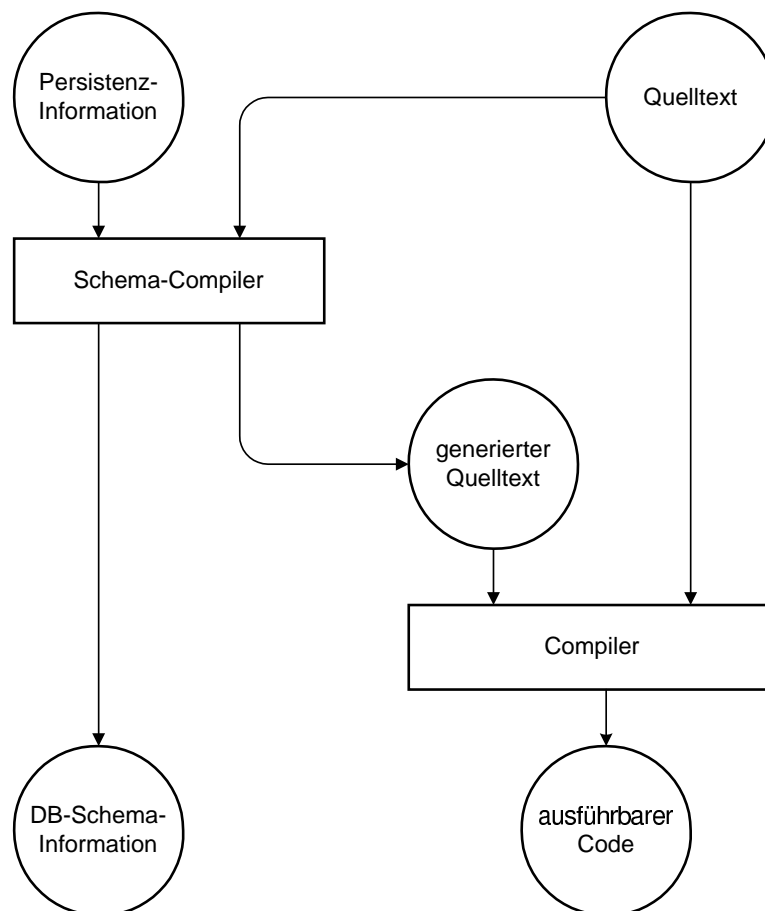 Persistenz-
Information
Quelltext
Schema-Compiler
generierter
Quelltext
Compiler
DB-Schema-
Information
ausführbarer
Code